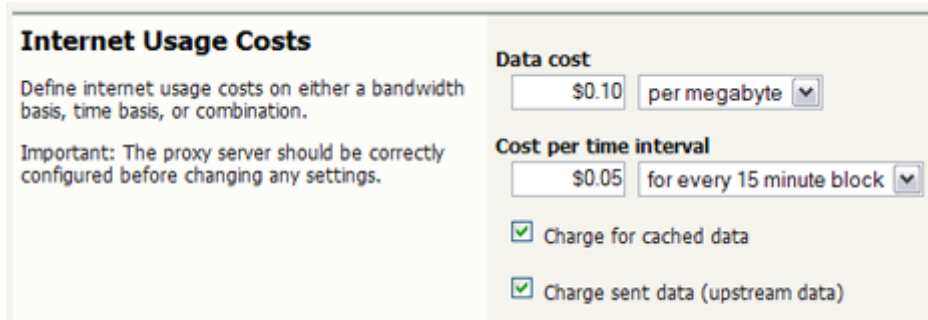 Internet Usage Costs
Define internet usage costs on either a bandwidth
basis, time basis, or combination.
Important: The proxy server should be correctly
configured before changing any settings.
Data cost
$0.10 per megabyte
Cost per time interval
$0.05 for every 15 minute block
Charge for cached data
Charge sent data (upstream data)